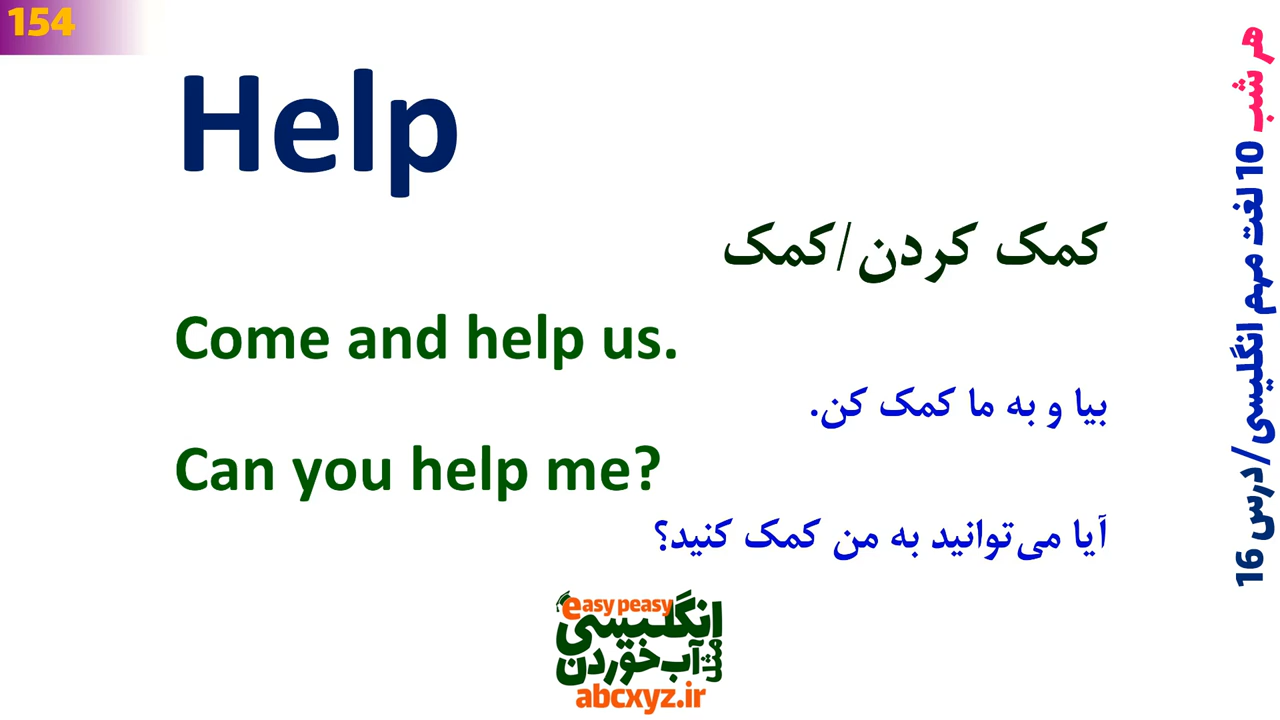 154
Help
کمک کردن/کمک
Come and help us.
بیا و به ما کمک کن.
Can you help me?
آیا می‌توانید به من کمک کنید؟
هر شب 10 لغت مهم انگلیسی/درس 16
easy peasy
انگلیسی
مثل
آب خوردن
abcxyz.ir